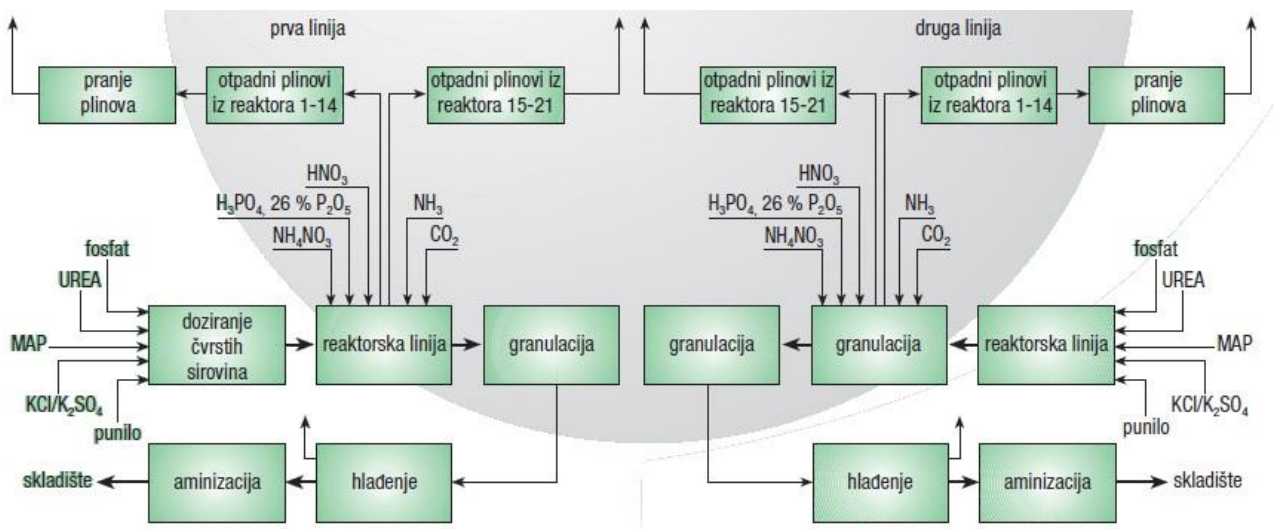 prva linija
druga linija
pranje
plinova
otpadni plinovi
iz reaktora 1-14
otpadni plinovi iz
reaktora 15-21
otpadni plinovi iz
reaktora 15-21
otpadni plinovi
iz reaktora 1-14
pranje
plinova
HNO₃
H₃PO₄, 26 % P₂O₅
NH₄NO₃
NH₃
CO₂
HNO₃
H₃PO₄, 26 % P₂O₅
NH₄NO₃
NH₃
CO₂
fosfat
UREA
MAP
KCl/K₂SO₄
punilo
doziranje
čvrstih
sirovina
reaktorska linija
granulacija
granulacija
granulacija
reaktorska linija
fosfat
UREA
MAP
KCl/K₂SO₄
punilo
skladište
aminizacija
hlađenje
hlađenje
aminizacija
skladište